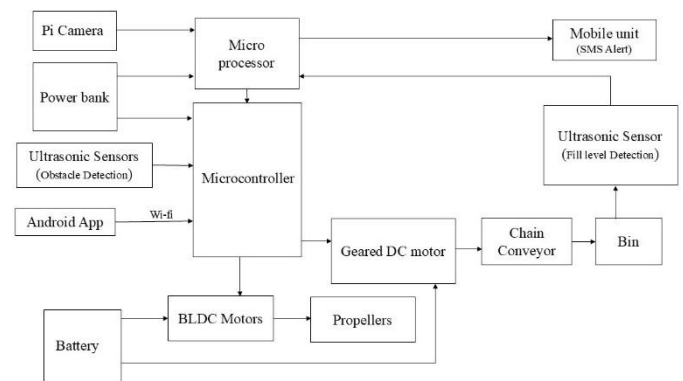 Pi Camera
Micro
processor
Mobile unit
(SMS Alert)
Power bank
Ultrasonic Sensor
(Fill level Detection)
Ultrasonic Sensors
(Obstacle Detection)
Microcontroller
Android App
Wi-fi
Geared DC motor
Chain
Conveyor
Bin
BLDC Motors
Propellers
Battery